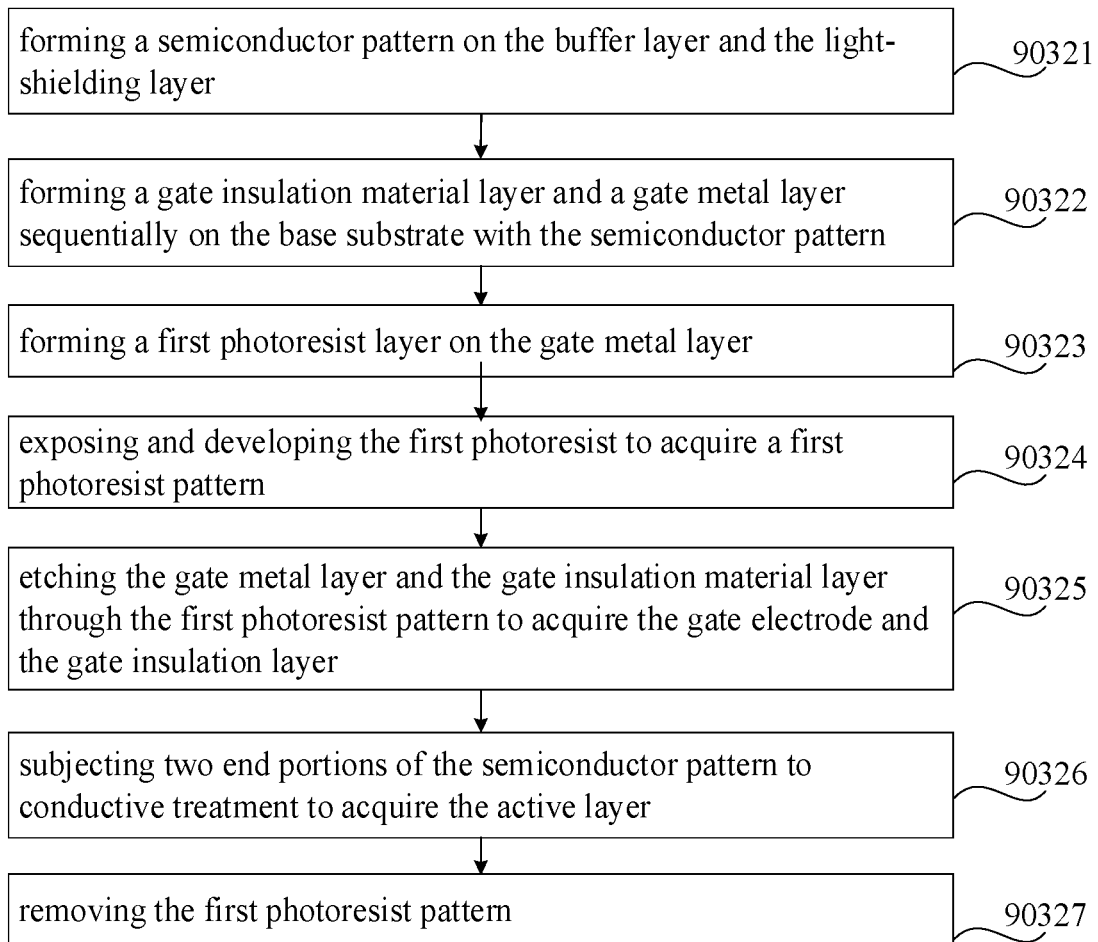 forming a semiconductor pattern on the buffer layer and the light-
shielding layer
90321
forming a gate insulation material layer and a gate metal layer
sequentially on the base substrate with the semiconductor pattern
90322
forming a first photoresist layer on the gate metal layer
90323
exposing and developing the first photoresist to acquire a first
photoresist pattern
90324
etching the gate metal layer and the gate insulation material layer
through the first photoresist pattern to acquire the gate electrode and
the gate insulation layer
90325
subjecting two end portions of the semiconductor pattern to
conductive treatment to acquire the active layer
90326
removing the first photoresist pattern
90327